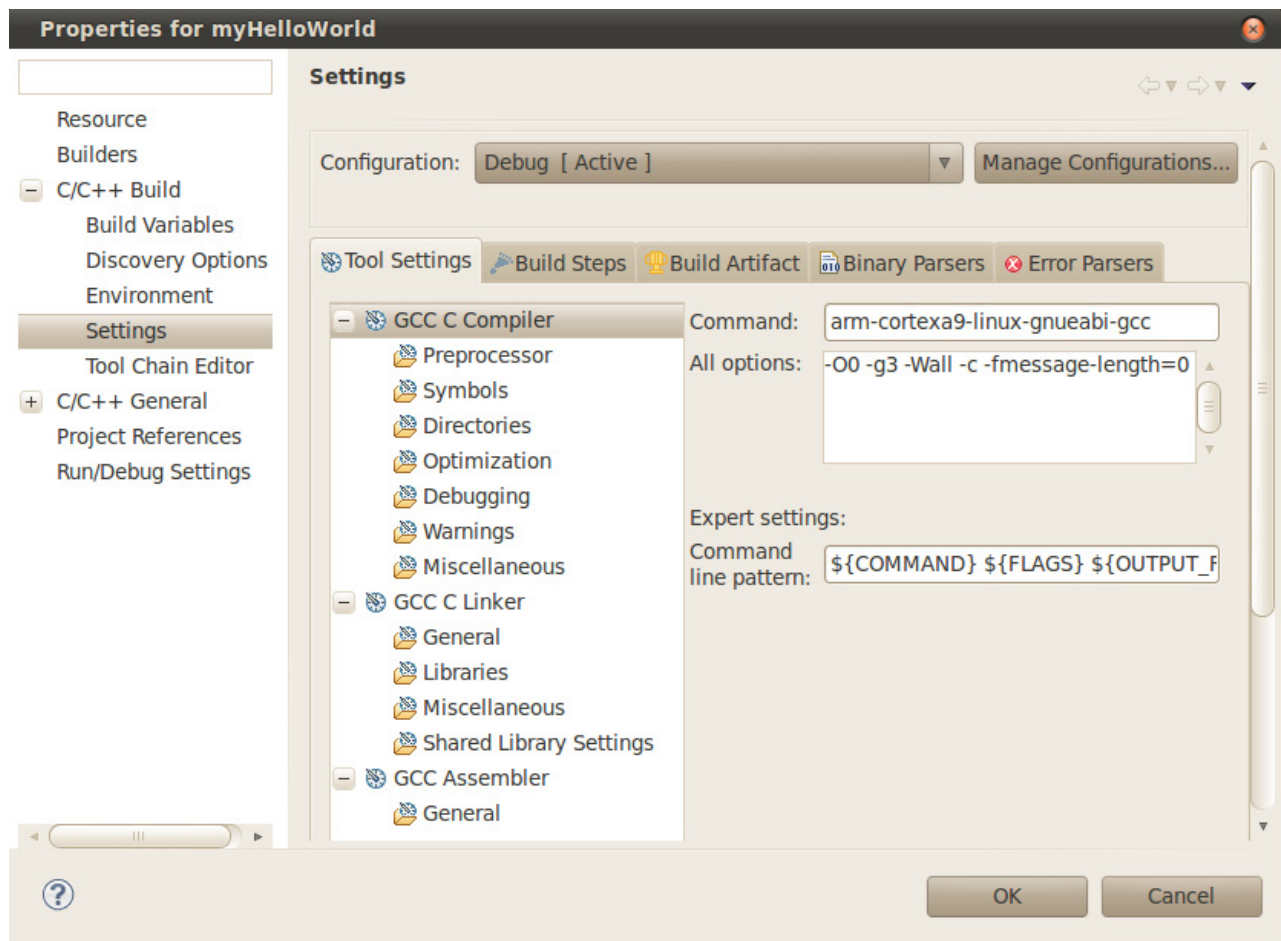 Properties for myHelloWorld
Resource
Builders
C/C++ Build
Build Variables
Discovery Options
Environment
Settings
Tool Chain Editor
C/C++ General
Project References
Run/Debug Settings
Settings
Configuration: Debug [ Active ] Manage Configurations...
Tool Settings Build Steps Build Artifact Binary Parsers Error Parsers
GCC C Compiler
Preprocessor
Symbols
Directories
Optimization
Debugging
Warnings
Miscellaneous
GCC C Linker
General
Libraries
Miscellaneous
Shared Library Settings
GCC Assembler
General
Command: arm-cortexa9-linux-gnueabi-gcc
All options: -O0 -g3 -Wall -c -fmessage-length=0
Expert settings:
Command
line pattern: ${COMMAND} ${FLAGS} ${OUTPUT_F
OK Cancel